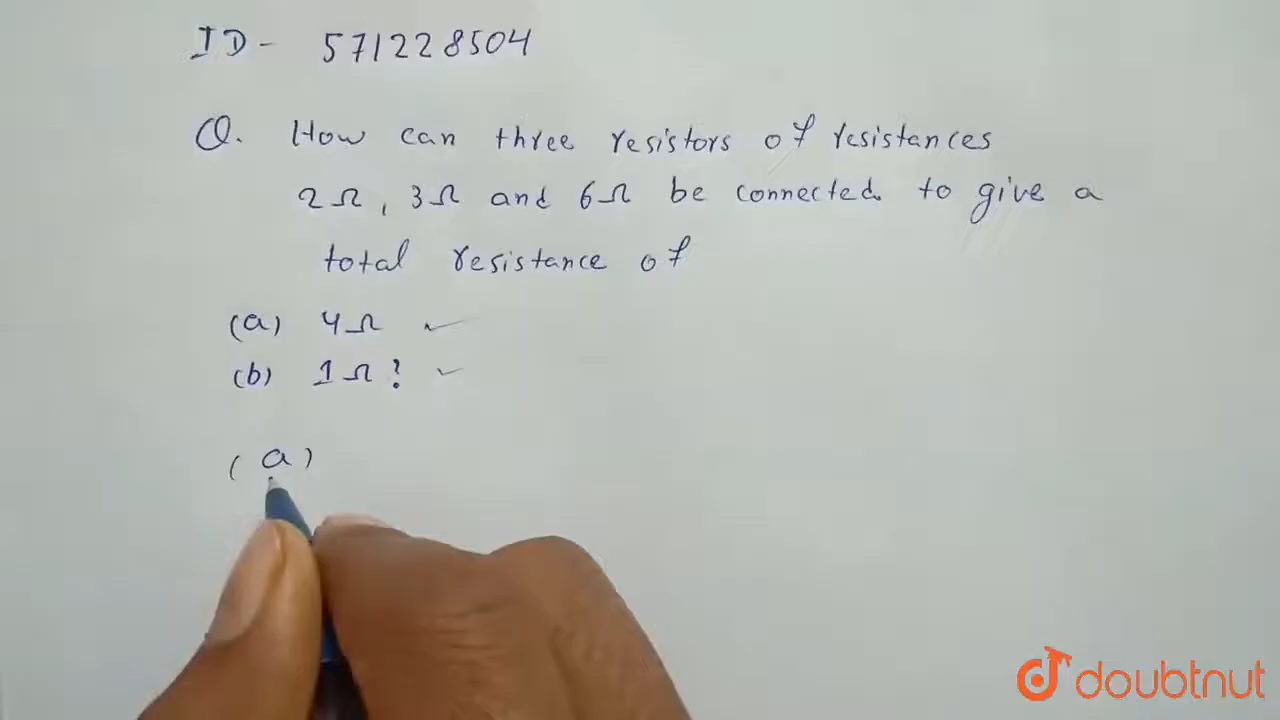 ID - 571228504
Q. How can three resistors of resistances
2Ω, 3Ω and 6Ω be connected to give a
total resistance of
(a) 4Ω
(b) 1Ω?
(a)
doubtnut